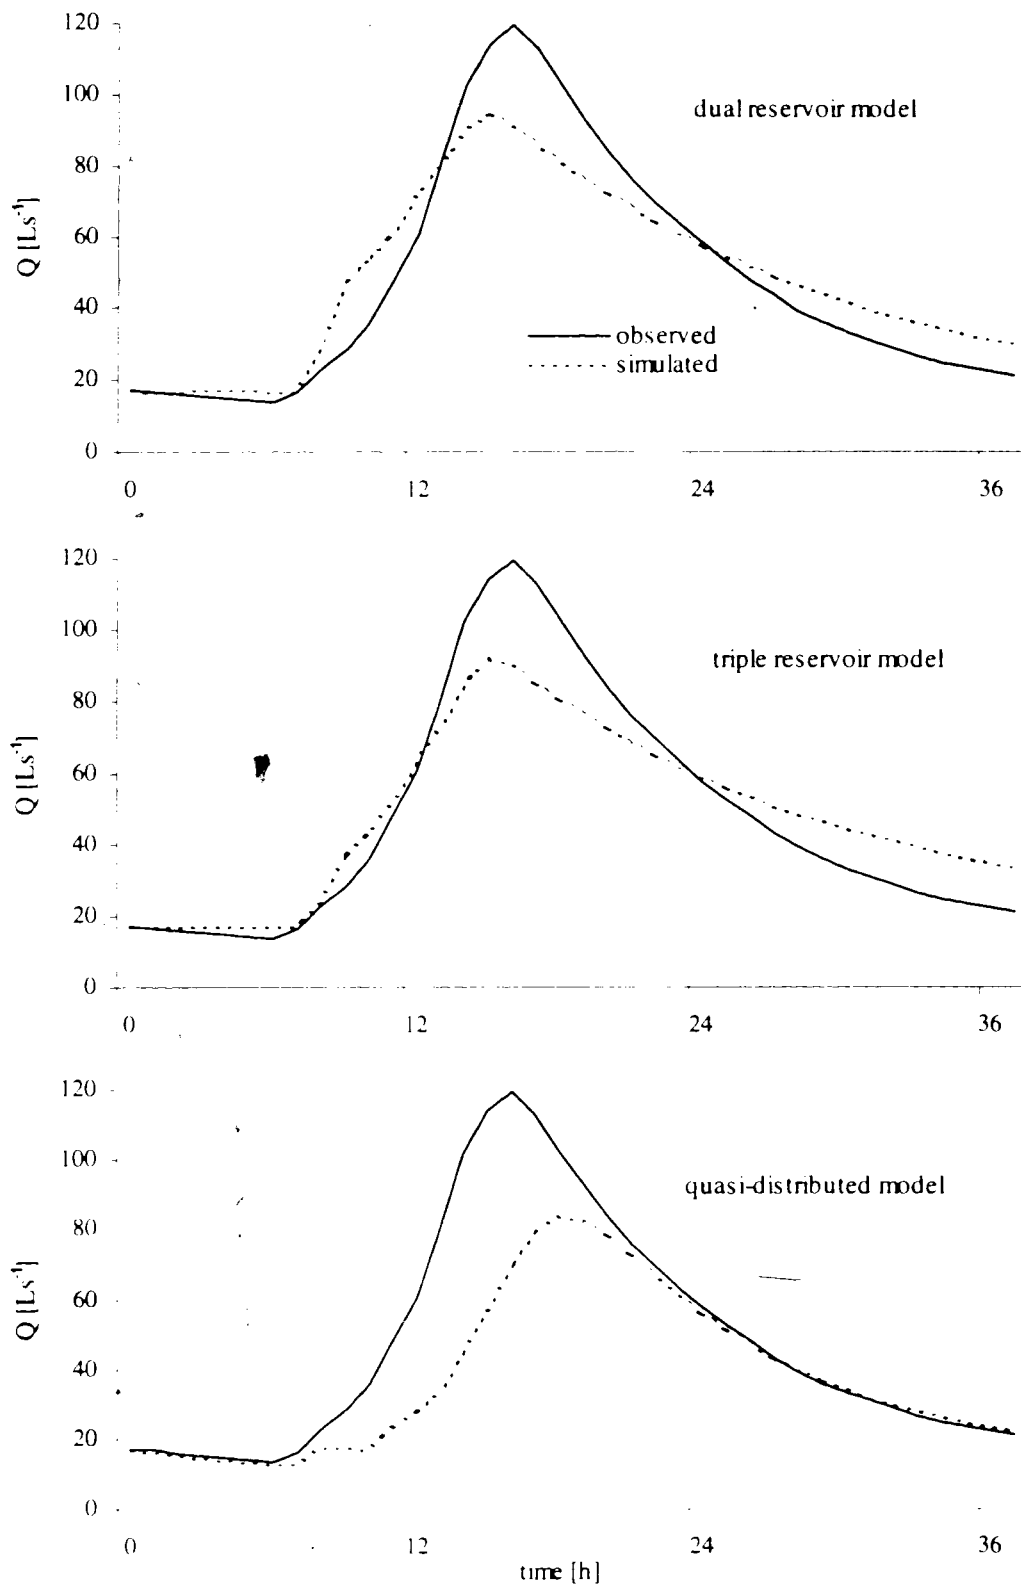 120
100
dual reservoir model
80
60
Q [Ls⁻¹]
40
observed
simulated
20
0
0 12 24 36
120
100
triple reservoir model
80
60
Q [Ls⁻¹]
40
20
0
0 12 24 36
120
100
quasi-distributed model
80
60
Q [Ls⁻¹]
40
20
0
0 12 24 36
time [h]